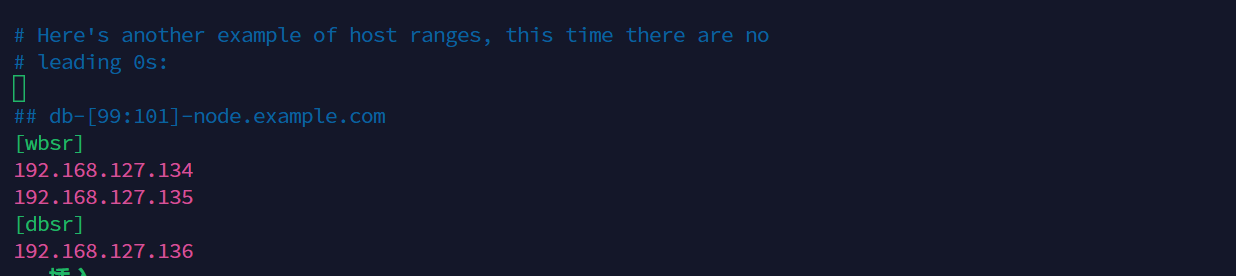 # Here's another example of host ranges, this time there are no
# leading 0s:
## db-[99:101]-node.example.com
[wbsr]
192.168.127.134
192.168.127.135
[dbsr]
192.168.127.136